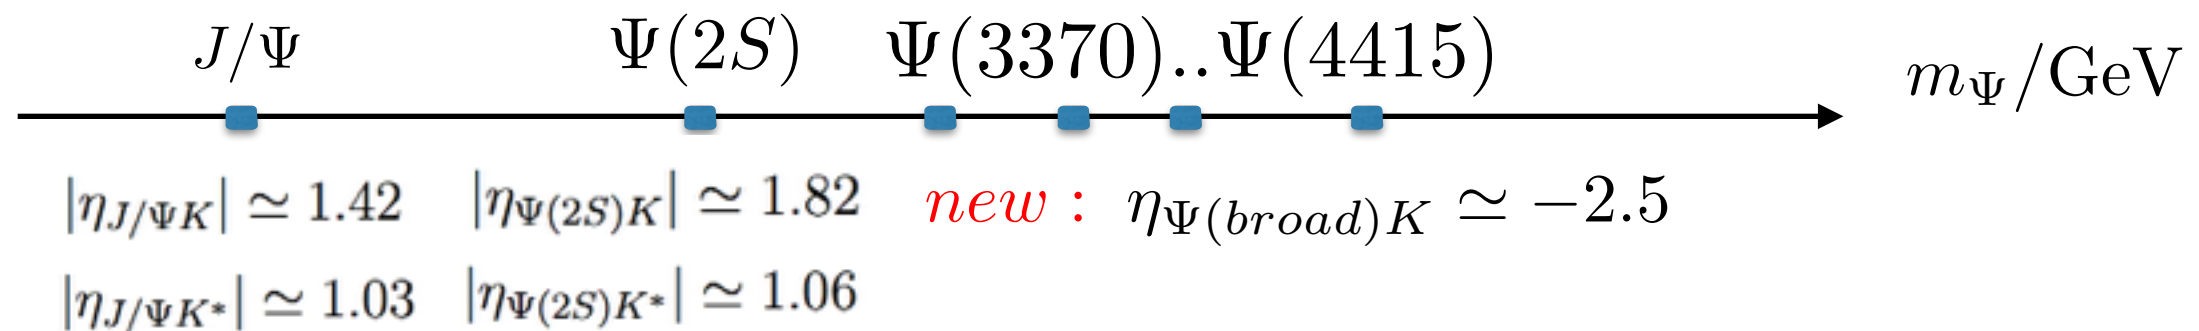 J/Ψ Ψ(2S) Ψ(3370)..Ψ(4415) m_Ψ/GeV
|η_{J/ΨK}| ≃ 1.42 |η_{Ψ(2S)K}| ≃ 1.82 new : η_{Ψ(broad)K} ≃ −2.5
|η_{J/ΨK*}| ≃ 1.03 |η_{Ψ(2S)K*}| ≃ 1.06